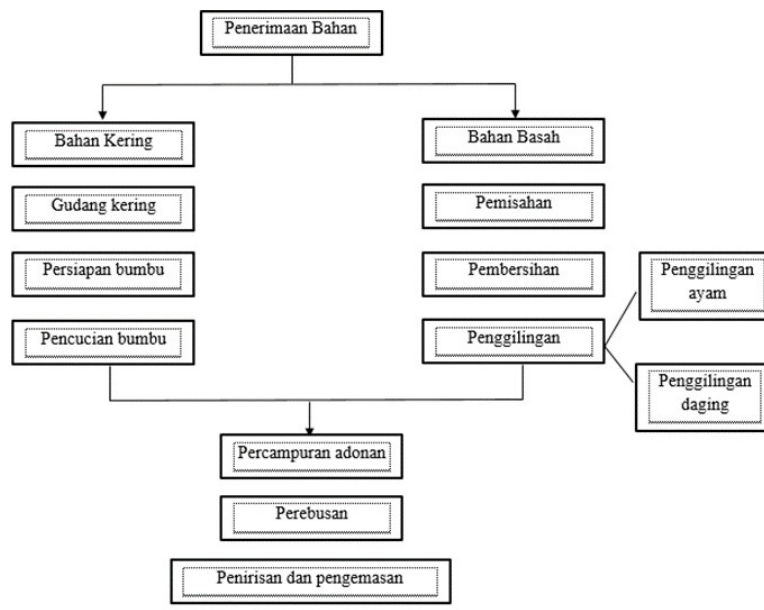 Penerimaan Bahan
Bahan Kering
Bahan Basah
Gudang kering
Pemisahan
Persiapan bumbu
Pembersihan
Penggilingan
ayam
Pencucian bumbu
Penggilingan
Penggilingan
daging
Percampuran adonan
Perebusan
Penirisan dan pengemasan